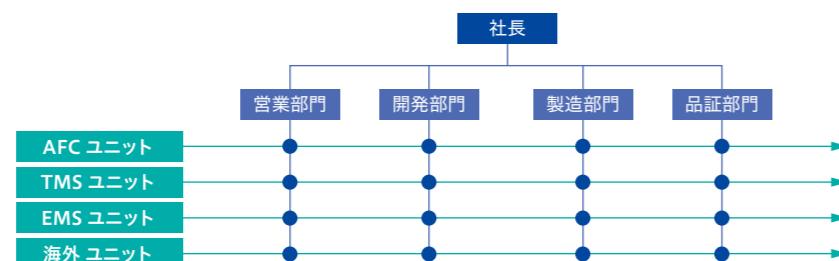 社長
営業部門
開発部門
製造部門
品証部門
AFC ユニット
TMS ユニット
EMS ユニット
海外 ユニット